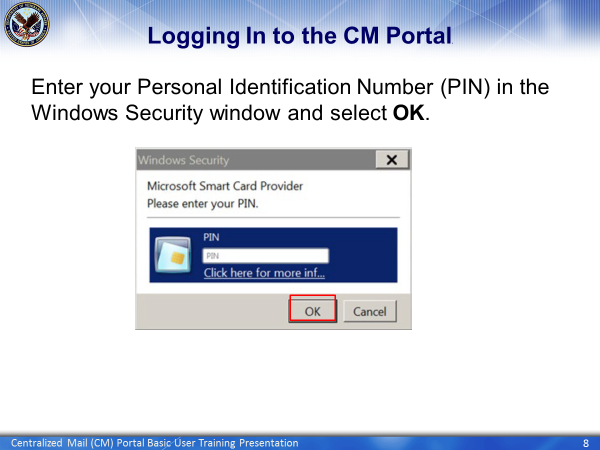 Logging In to the CM Portal
Enter your Personal Identification Number (PIN) in the
Windows Security window and select OK.
Windows Security
Microsoft Smart Card Provider
Please enter your PIN.
PIN
PIN
Click here for more inf...
OK
Cancel
Centralized Mail (CM) Portal Basic User Training Presentation
8